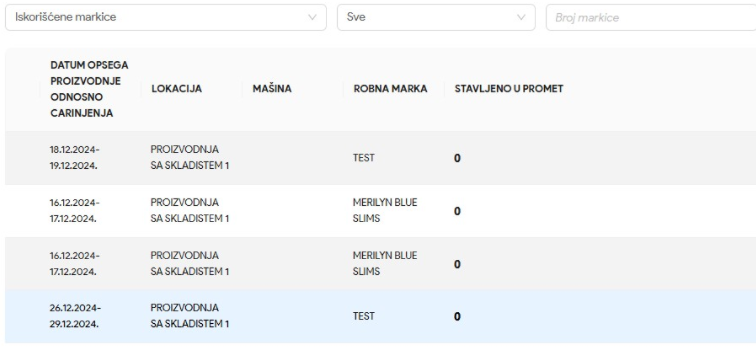 Iskorišćene markice
Sve
Broj markice
DATUM OPSEGA
PROIZVODNJE
ODNOSNO
CARINJENJA
LOKACIJA
MAŠINA
ROBNA MARKA
STAVLJENO U PROMET
18.12.2024-
19.12.2024.
PROIZVODNJA
SA SKLADISTEM 1
TEST
0
16.12.2024-
17.12.2024.
PROIZVODNJA
SA SKLADISTEM 1
MERILYN BLUE
SLIMS
0
16.12.2024-
17.12.2024.
PROIZVODNJA
SA SKLADISTEM 1
MERILYN BLUE
SLIMS
0
26.12.2024-
29.12.2024.
PROIZVODNJA
SA SKLADISTEM 1
TEST
0